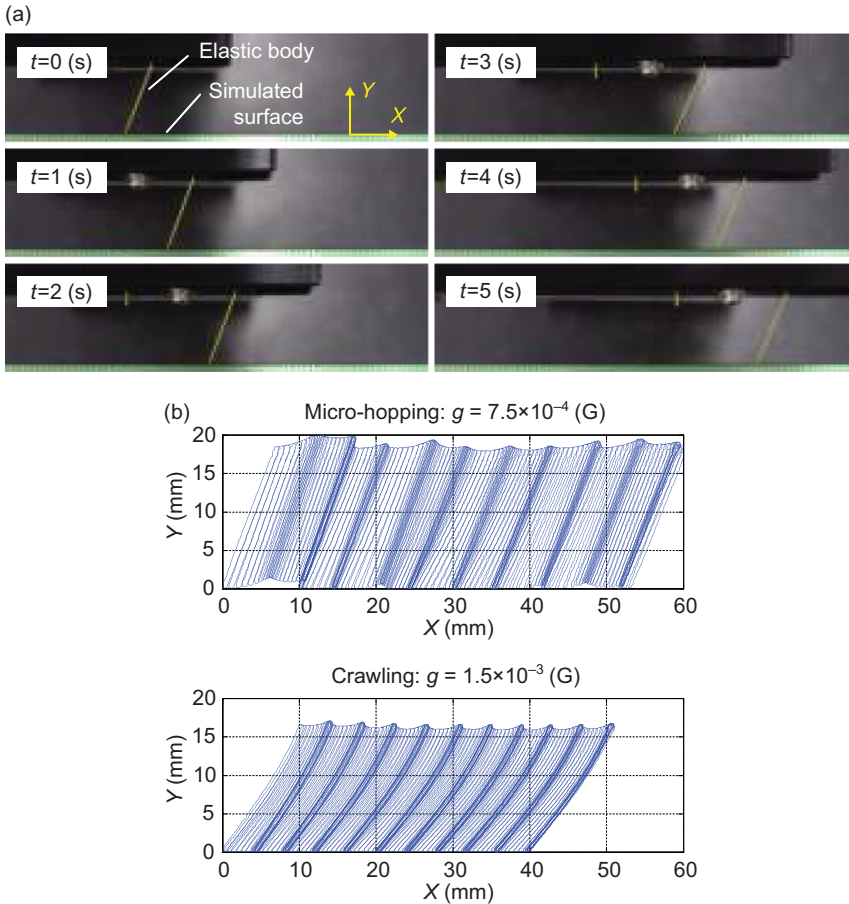 (a)
t=0 (s)
Elastic body
Simulated
surface
Y
X
t=3 (s)
t=1 (s)
t=4 (s)
t=2 (s)
t=5 (s)
(b)
Micro-hopping: g = 7.5×10⁻⁴ (G)
20
15
10
5
0
Y (mm)
0 10 20 30 40 50 60
X (mm)
Crawling: g = 1.5×10⁻³ (G)
20
15
10
5
0
Y (mm)
0 10 20 30 40 50 60
X (mm)